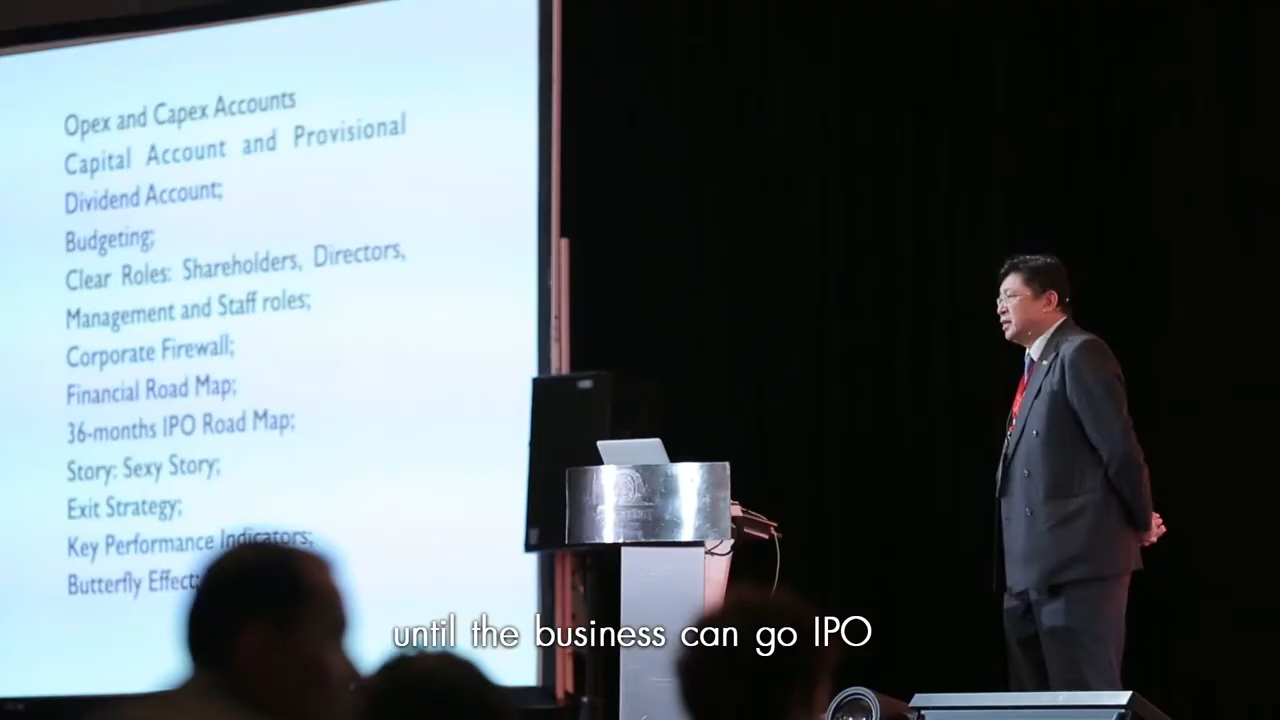 Opex and Capex Accounts
Capital Account and Provisional
Dividend Account;
Budgeting;
Clear Roles: Shareholders, Directors,
Management and Staff roles;
Corporate Firewall;
Financial Road Map;
36-months IPO Road Map;
Story: Sexy Story;
Exit Strategy;
Key Performance Indicators;
Butterfly Effect;
until the business can go IPO